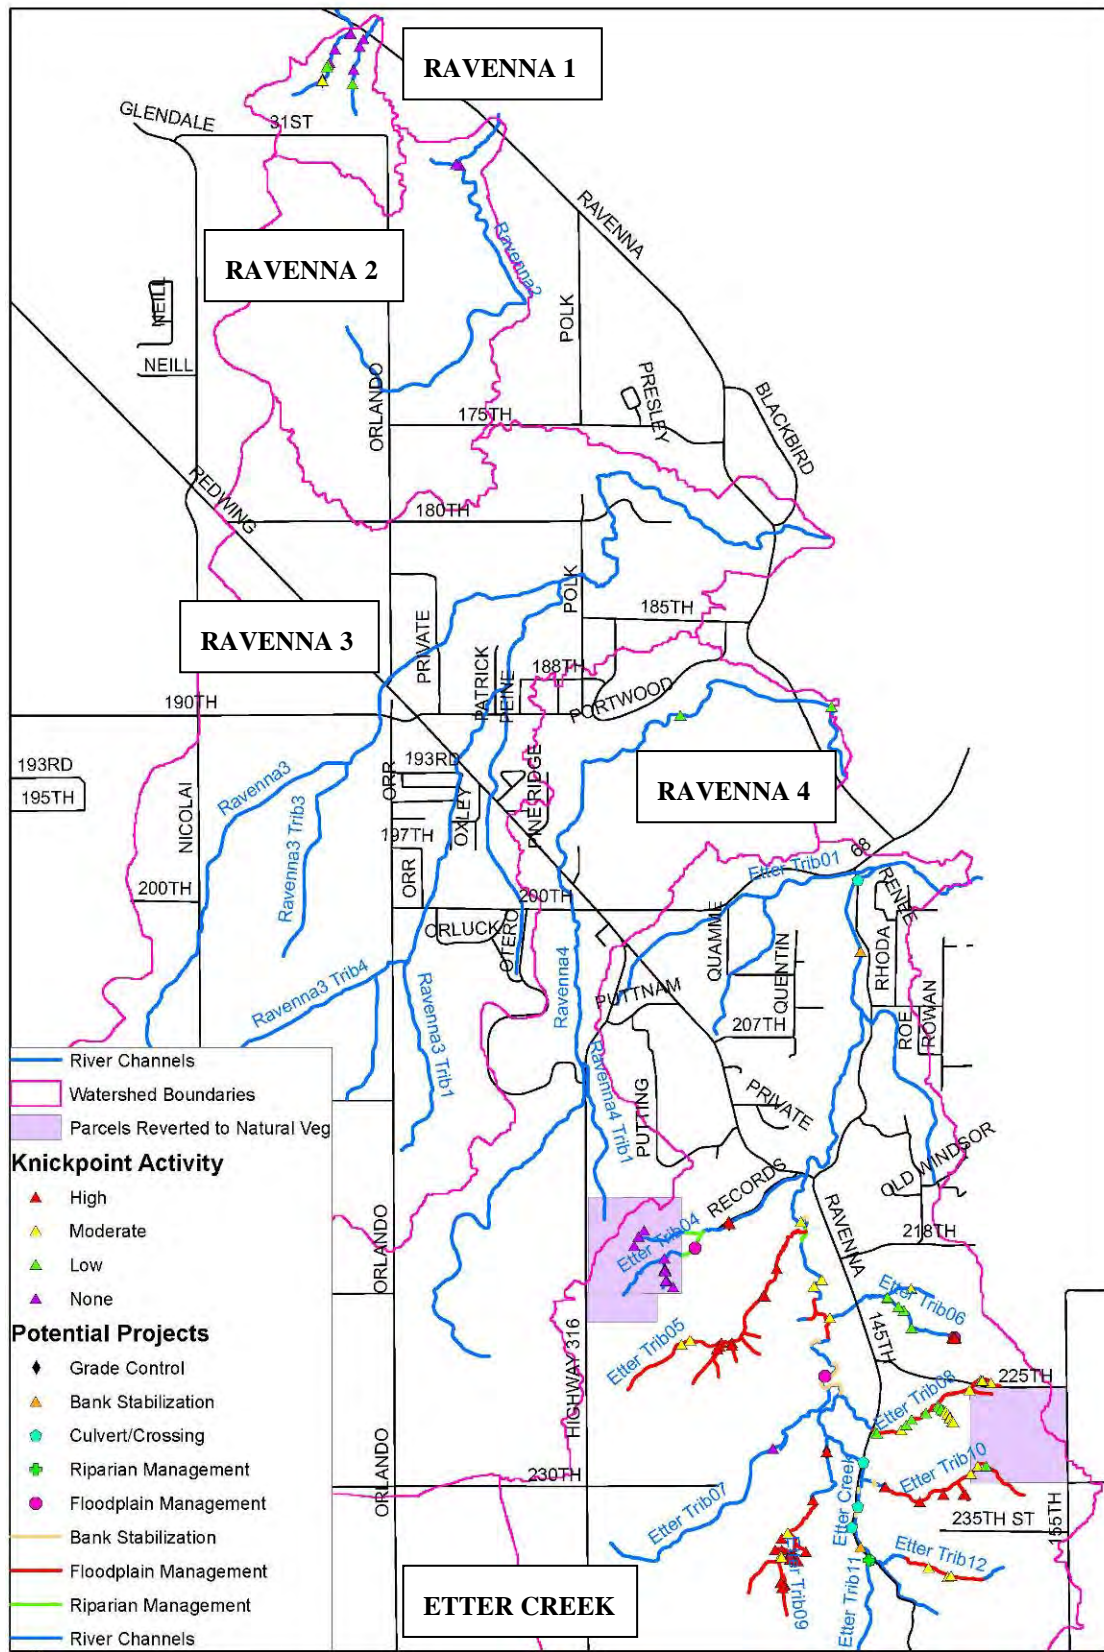 RAVENNA 1
GLENDALE
31ST
RAVENNA
RAVENNA 2
Ravenna2
NEILL
POLK
NEILL
ORLANDO
PRESLEY
BLACKBIRD
175TH
REDWING
180TH
POLK
185TH
RAVENNA 3
PRIVATE
PATRICK
PEINE
188TH
PORTWOOD
190TH
193RD
195TH
NICOLAI
Ravenna3
Ravenna3 Trib3
ORR
193RD
OXLEY
PINE RIDGE
197TH
ORR
RAVENNA 4
68
Etter Trib01
RENEE
200TH
200TH
ORLUCK
OTERO
Ravenna4
QUAMME
QUENTIN
RHODA
ROE
ROWAN
PUTTNAM
207TH
Ravenna3 Trib4
Ravenna3 Trib1
Ravenna4 Trib1
PUTTING
PRIVATE
OLD WINDSOR
RECORDS
RAVENNA
218TH
ORLANDO
Etter Trib04
Etter Trib06
Etter Trib05
HIGHWAY 316
145TH
225TH
Etter Trib08
230TH
ORLANDO
Etter Trib07
Etter Creek
Etter Trib10
235TH ST
155TH
Etter Trib09
Etter Trib11
Etter Trib12
ETTER CREEK
River Channels
Watershed Boundaries
Parcels Reverted to Natural Veg
Knickpoint Activity
High
Moderate
Low
None
Potential Projects
Grade Control
Bank Stabilization
Culvert/Crossing
Riparian Management
Floodplain Management
Bank Stabilization
Floodplain Management
Riparian Management
River Channels